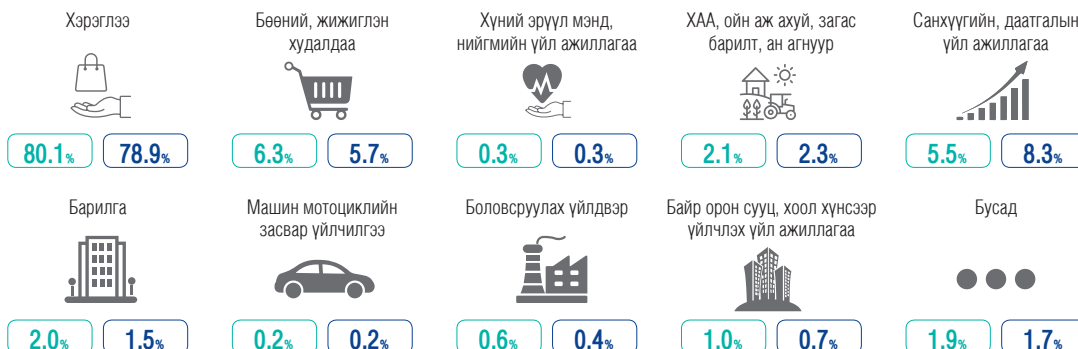 Хэрэглээ
80.1% 78.9%
Бөөний, жижиглэн
худалдаа
6.3% 5.7%
Хүний эрүүл мэнд,
нийгмийн үйл ажиллагаа
0.3% 0.3%
ХАА, ойн аж ахуй, загас
барилт, ан агнуур
2.1% 2.3%
Санхүүгийн, даатгалын
үйл ажиллагаа
5.5% 8.3%
Барилга
2.0% 1.5%
Машин мотоциклийн
засвар үйлчилгээ
0.2% 0.2%
Боловсруулах үйлдвэр
0.6% 0.4%
Байр орон сууц, хоол хүнсээр
үйлчлэх үйл ажиллагаа
1.0% 0.7%
Бусад
1.9% 1.7%